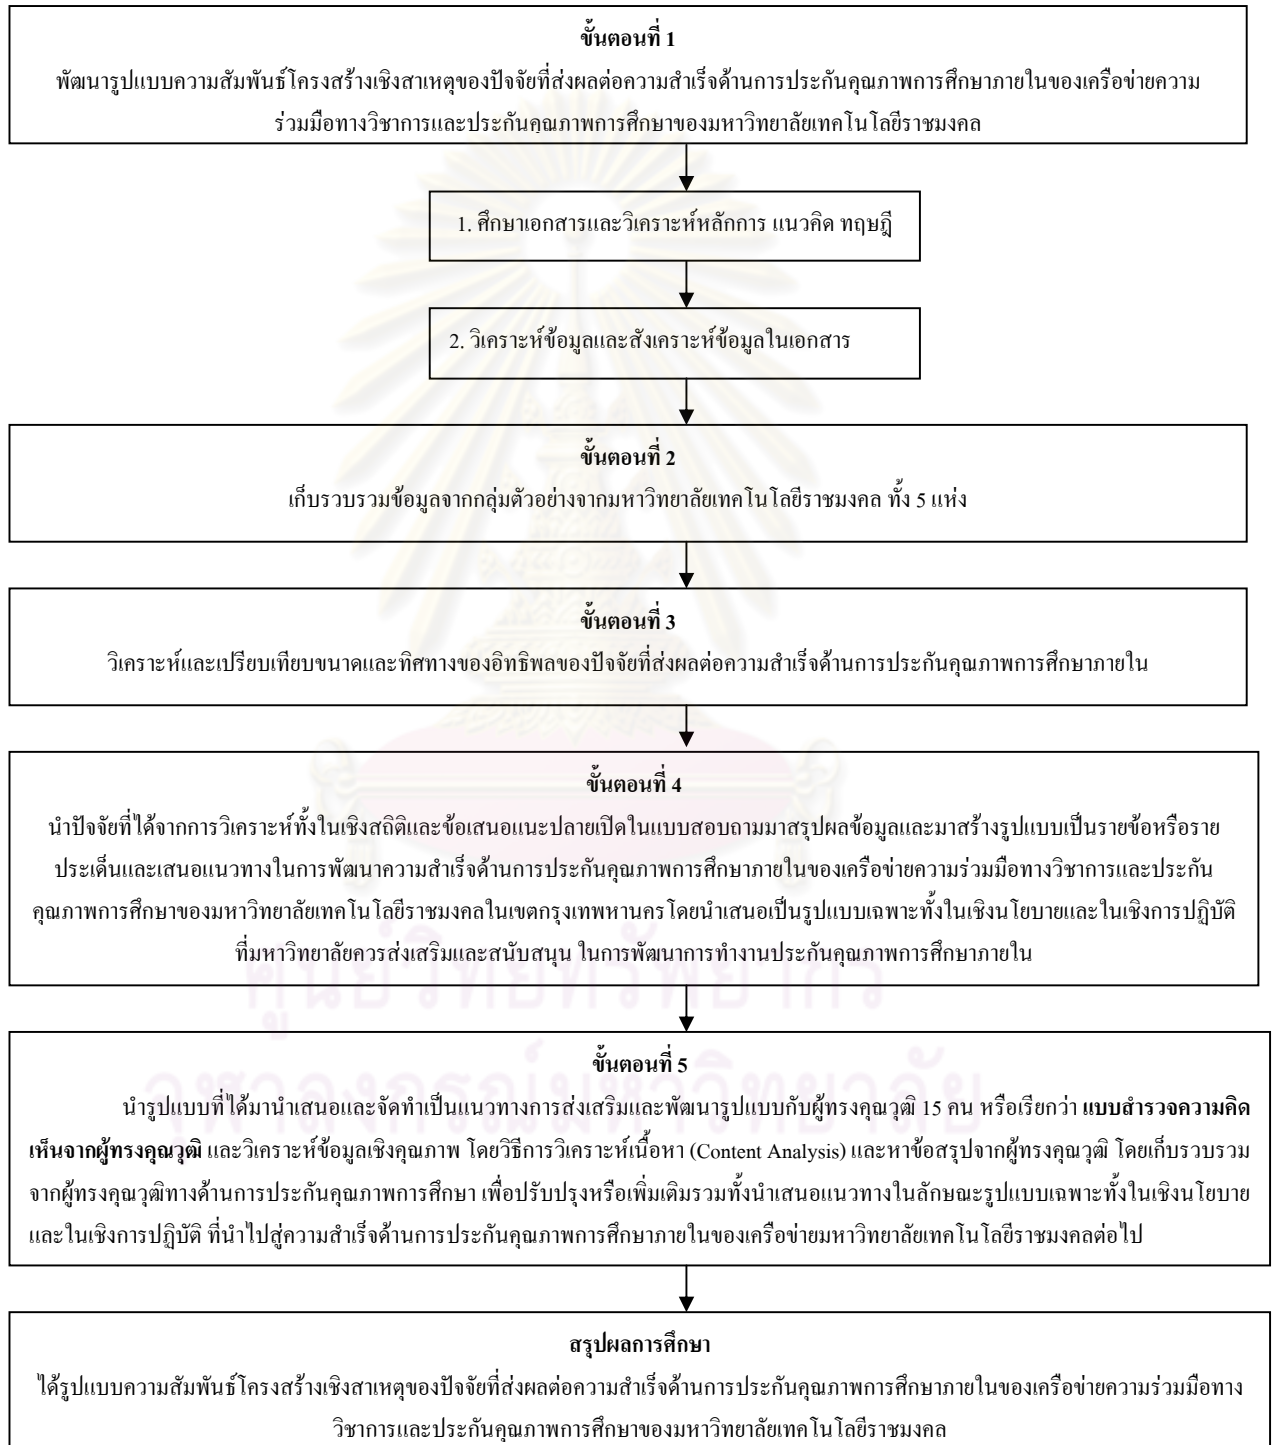 ขั้นตอนที่ 1
พัฒนารูปแบบความสัมพันธ์โครงสร้างเชิงสาเหตุของปัจจัยที่ส่งผลต่อความสำเร็จด้านการประกันคุณภาพการศึกษาภายในของเครือข่ายความ
ร่วมมือทางวิชาการและประกันคุณภาพการศึกษาของมหาวิทยาลัยเทคโนโลยีราชมงคล
1. ศึกษาเอกสารและวิเคราะห์หลักการ แนวคิด ทฤษฎี
2. วิเคราะห์ข้อมูลและสังเคราะห์ข้อมูลในเอกสาร
ขั้นตอนที่ 2
เก็บรวบรวมข้อมูลจากกลุ่มตัวอย่างจากมหาวิทยาลัยเทคโนโลยีราชมงคล ทั้ง 5 แห่ง
ขั้นตอนที่ 3
วิเคราะห์และเปรียบเทียบขนาดและทิศทางของอิทธิพลของปัจจัยที่ส่งผลต่อความสำเร็จด้านการประกันคุณภาพการศึกษาภายใน
ขั้นตอนที่ 4
นำปัจจัยที่ได้จากการวิเคราะห์ทั้งในเชิงสถิติและข้อเสนอแนะปลายเปิดในแบบสอบถามมาสรุปผลข้อมูลและมาสร้างรูปแบบเป็นรายข้อหรือราย
ประเด็นและเสนอแนวทางในการพัฒนาความสำเร็จด้านการประกันคุณภาพการศึกษาภายในของเครือข่ายความร่วมมือทางวิชาการและประกัน
คุณภาพการศึกษาของมหาวิทยาลัยเทคโนโลยีราชมงคลในเขตกรุงเทพหานครโดยนำเสนอเป็นรูปแบบเฉพาะทั้งในเชิงนโยบายและในเชิงการปฏิบัติ
ที่มหาวิทยาลัยควรส่งเสริมและสนับสนุน ในการพัฒนาการทำงานประกันคุณภาพการศึกษาภายใน
ศูนย์วิทยทรัพยากร
ขั้นตอนที่ 5
จุฬาลงกรณ์มหาวิทยาลัย
นำรูปแบบที่ได้มานำเสนอและจัดทำเป็นแนวทางการส่งเสริมและพัฒนารูปแบบกับผู้ทรงคุณวุฒิ 15 คน หรือเรียกว่า แบบสำรวจความคิด
เห็นจากผู้ทรงคุณวุฒิ และวิเคราะห์ข้อมูลเชิงคุณภาพ โดยวิธีการวิเคราะห์เนื้อหา (Content Analysis) และหาข้อสรุปจากผู้ทรงคุณวุฒิ โดยเก็บรวบรวม
จากผู้ทรงคุณวุฒิทางด้านการประกันคุณภาพการศึกษา เพื่อปรับปรุงหรือเพิ่มเติมรวมทั้งนำเสนอแนวทางในลักษณะรูปแบบเฉพาะทั้งในเชิงนโยบาย
และในเชิงการปฏิบัติ ที่นำไปสู่ความสำเร็จด้านการประกันคุณภาพการศึกษาภายในของเครือข่ายมหาวิทยาลัยเทคโนโลยีราชมงคลต่อไป
สรุปผลการศึกษา
ได้รูปแบบความสัมพันธ์โครงสร้างเชิงสาเหตุของปัจจัยที่ส่งผลต่อความสำเร็จด้านการประกันคุณภาพการศึกษาภายในของเครือข่ายความร่วมมือทาง
วิชาการและประกันคุณภาพการศึกษาของมหาวิทยาลัยเทคโนโลยีราชมงคล